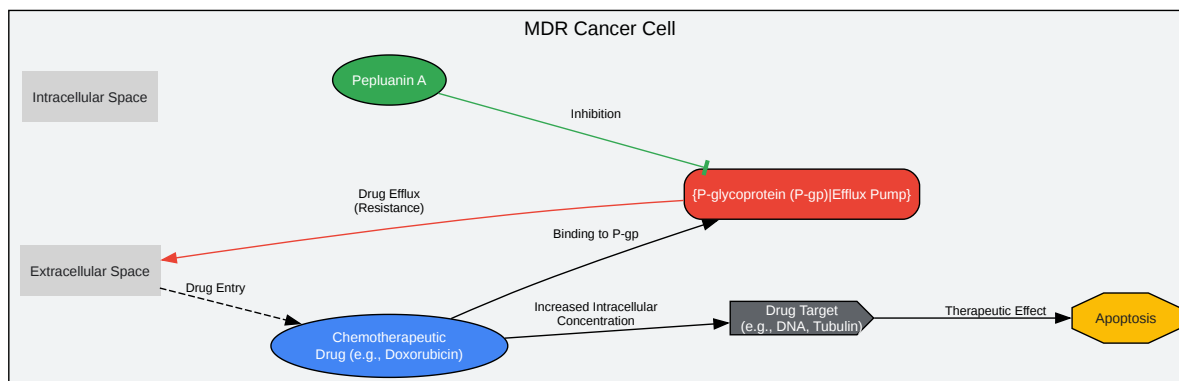 MDR Cancer Cell
Pepluanin A
Intracellular Space
Inhibition
Drug Efflux
(Resistance)
{P-glycoprotein (P-gp)|Efflux Pump}
Binding to P-gp
Extracellular Space
Drug Entry
Increased Intracellular
Concentration
Drug Target
(e.g., DNA, Tubulin)
Therapeutic Effect
Apoptosis
Chemotherapeutic
Drug (e.g., Doxorubicin)